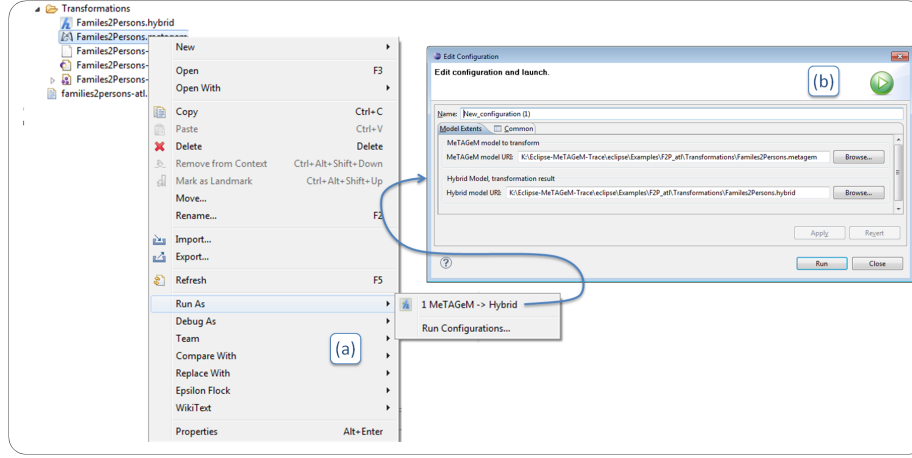 Transformations
Familes2Persons.hybrid
Familes2Persons.metagem
Familes2Persons-
Familes2Persons-
Familes2Persons-
families2persons-atl.
New
Open F3
Open With
Copy Ctrl+C
Paste Ctrl+V
Delete Delete
Remove from Context Ctrl+Alt+Shift+Down
Mark as Landmark Ctrl+Alt+Shift+Up
Move...
Rename... F2
Import...
Export...
Refresh F5
Run As
Debug As
Team
Compare With
Replace With
Epsilon Flock
WikiText
Properties Alt+Enter
(a)
1 MeTAGeM -> Hybrid
Run Configurations...
Edit Configuration
Edit configuration and launch.
(b)
Name: New_configuration (1)
Model Extents Common
MeTAGeM model to transform
MeTAGeM model URI: K:\Eclipse-MeTAGeM-Trace\eclipse\Examples\F2P_atl\Transformations\Familes2Persons.metagem Browse...
Hybrid Model, transformation result
Hybrid model URI: K:\Eclipse-MeTAGeM-Trace\eclipse\Examples\F2P_atl\Transformations\Familes2Persons.hybrid Browse...
Apply Revert
Run Close